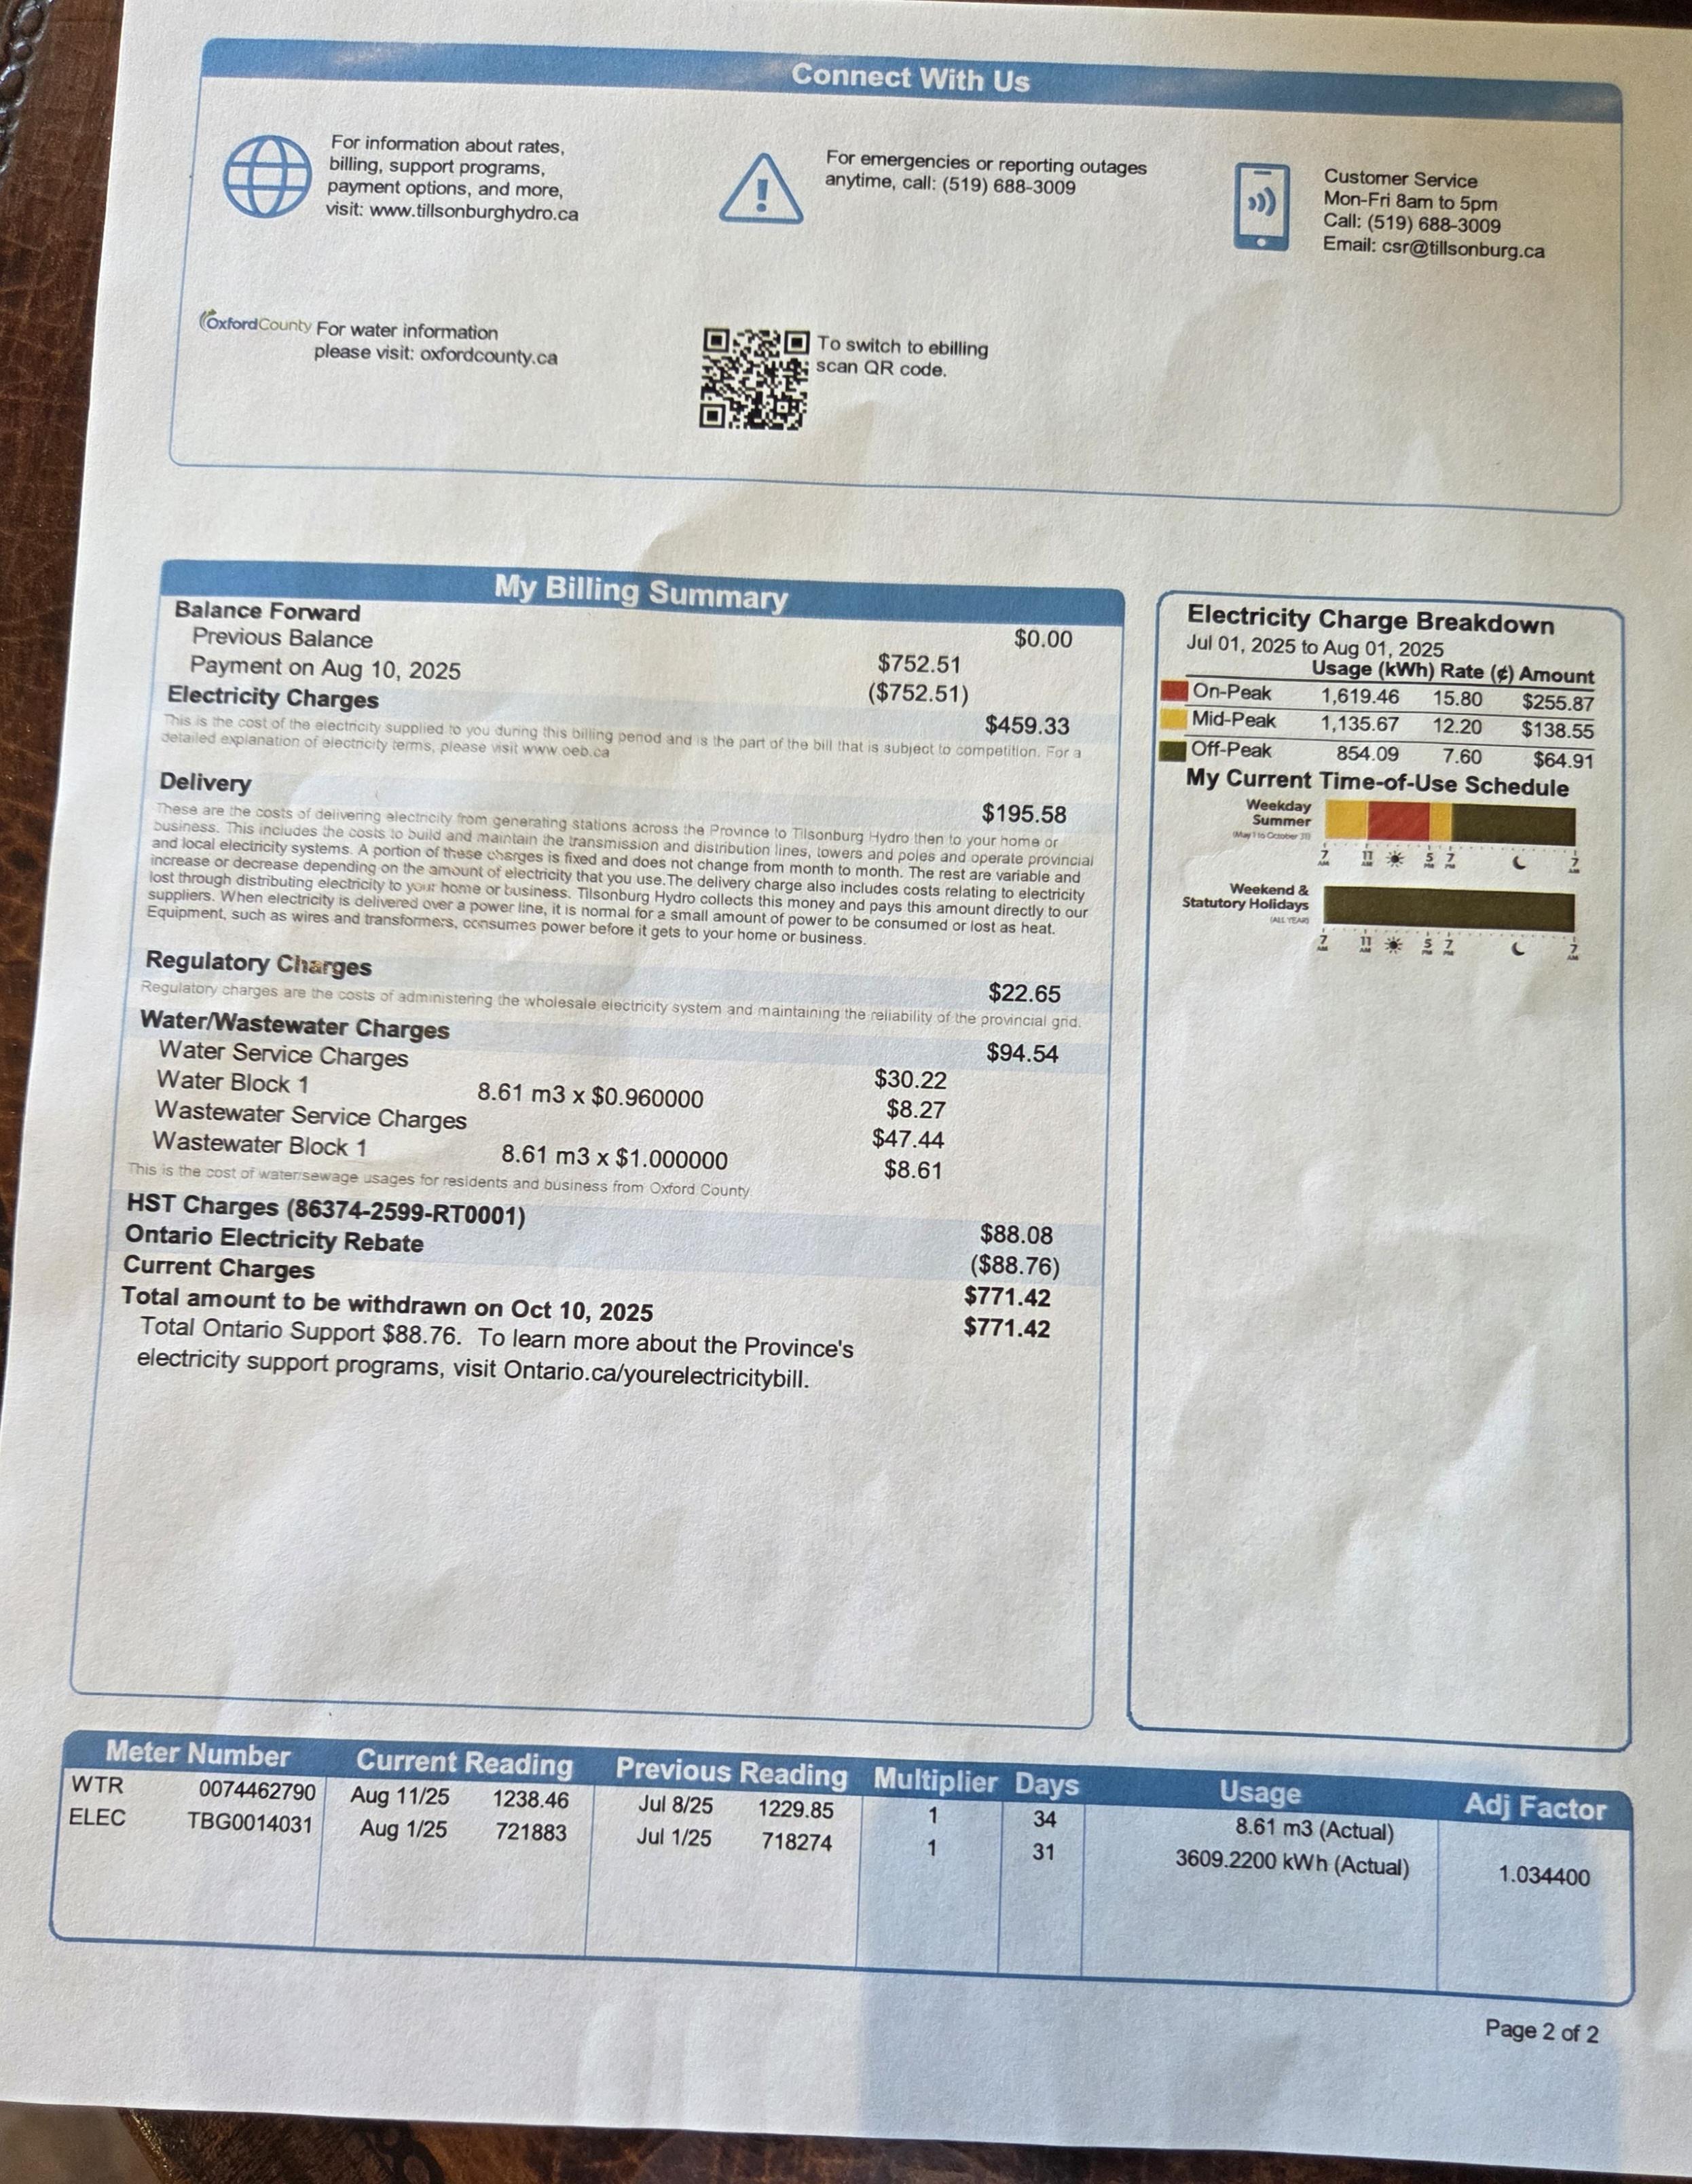 Connect With Us
For information about rates,
billing, support programs,
payment options, and more,
visit: www.tillsonburghydro.ca
For emergencies or reporting outages
anytime, call: (519) 688-3009
Customer Service
Mon-Fri 8am to 5pm
Call: (519) 688-3009
Email: csr@tillsonburg.ca
OxfordCounty For water information
please visit: oxfordcounty.ca
To switch to ebilling
scan QR code.
My Billing Summary
Balance Forward $0.00
Previous Balance $752.51
Payment on Aug 10, 2025 ($752.51)
Electricity Charges $459.33
This is the cost of the electricity supplied to you during this billing period and is the part of the bill that is subject to competition. For a
detailed explanation of electricity terms, please visit www.oeb.ca
Delivery $195.58
These are the costs of delivering electricity from generating stations across the Province to Tilsonburg Hydro then to your home or
business. This includes the costs to build and maintain the transmission and distribution lines, towers and poles and operate provincial
and local electricity systems. A portion of these charges is fixed and does not change from month to month. The rest are variable and
increase or decrease depending on the amount of electricity that you use.The delivery charge also includes costs relating to electricity
lost through distributing electricity to your home or business. Tilsonburg Hydro collects this money and pays this amount directly to our
suppliers. When electricity is delivered over a power line, it is normal for a small amount of power to be consumed or lost as heat.
Equipment, such as wires and transformers, consumes power before it gets to your home or business.
Regulatory Charges $22.65
Regulatory charges are the costs of administering the wholesale electricity system and maintaining the reliability of the provincial grid.
Water/Wastewater Charges $94.54
Water Service Charges $30.22
Water Block 1 8.61 m3 x $0.960000 $8.27
Wastewater Service Charges $47.44
Wastewater Block 1 8.61 m3 x $1.000000 $8.61
This is the cost of water/sewage usages for residents and business from Oxford County.
HST Charges (86374-2599-RT0001) $88.08
Ontario Electricity Rebate ($88.76)
Current Charges $771.42
Total amount to be withdrawn on Oct 10, 2025 $771.42
Total Ontario Support $88.76. To learn more about the Province's
electricity support programs, visit Ontario.ca/yourelectricitybill.
Electricity Charge Breakdown
Jul 01, 2025 to Aug 01, 2025
Usage (kWh) Rate (¢) Amount
On-Peak 1,619.46 15.80 $255.87
Mid-Peak 1,135.67 12.20 $138.55
Off-Peak 854.09 7.60 $64.91
My Current Time-of-Use Schedule
Weekday
Summer
(May 1 to October 31)
7 AM 11 AM 5 PM 7 PM 7 AM
Weekend &
Statutory Holidays
(ALL YEAR)
7 AM 11 AM 5 PM 7 PM 7 AM
Meter Number Current Reading Previous Reading Multiplier Days Usage Adj Factor
WTR 0074462790 Aug 11/25 1238.46 Jul 8/25 1229.85 1 34 8.61 m3 (Actual)
ELEC TBG0014031 Aug 1/25 721883 Jul 1/25 718274 1 31 3609.2200 kWh (Actual) 1.034400
Page 2 of 2